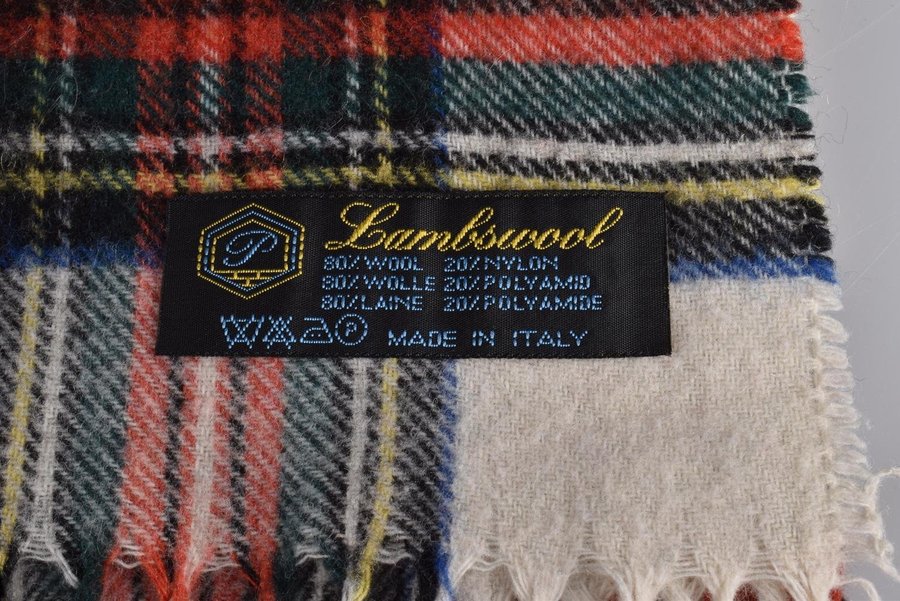 P
Lambswool
80% WOOL 20% NYLON
80% WOLLE 20% POLYAMID
80% LAINE 20% POLYAMIDE
P MADE IN ITALY